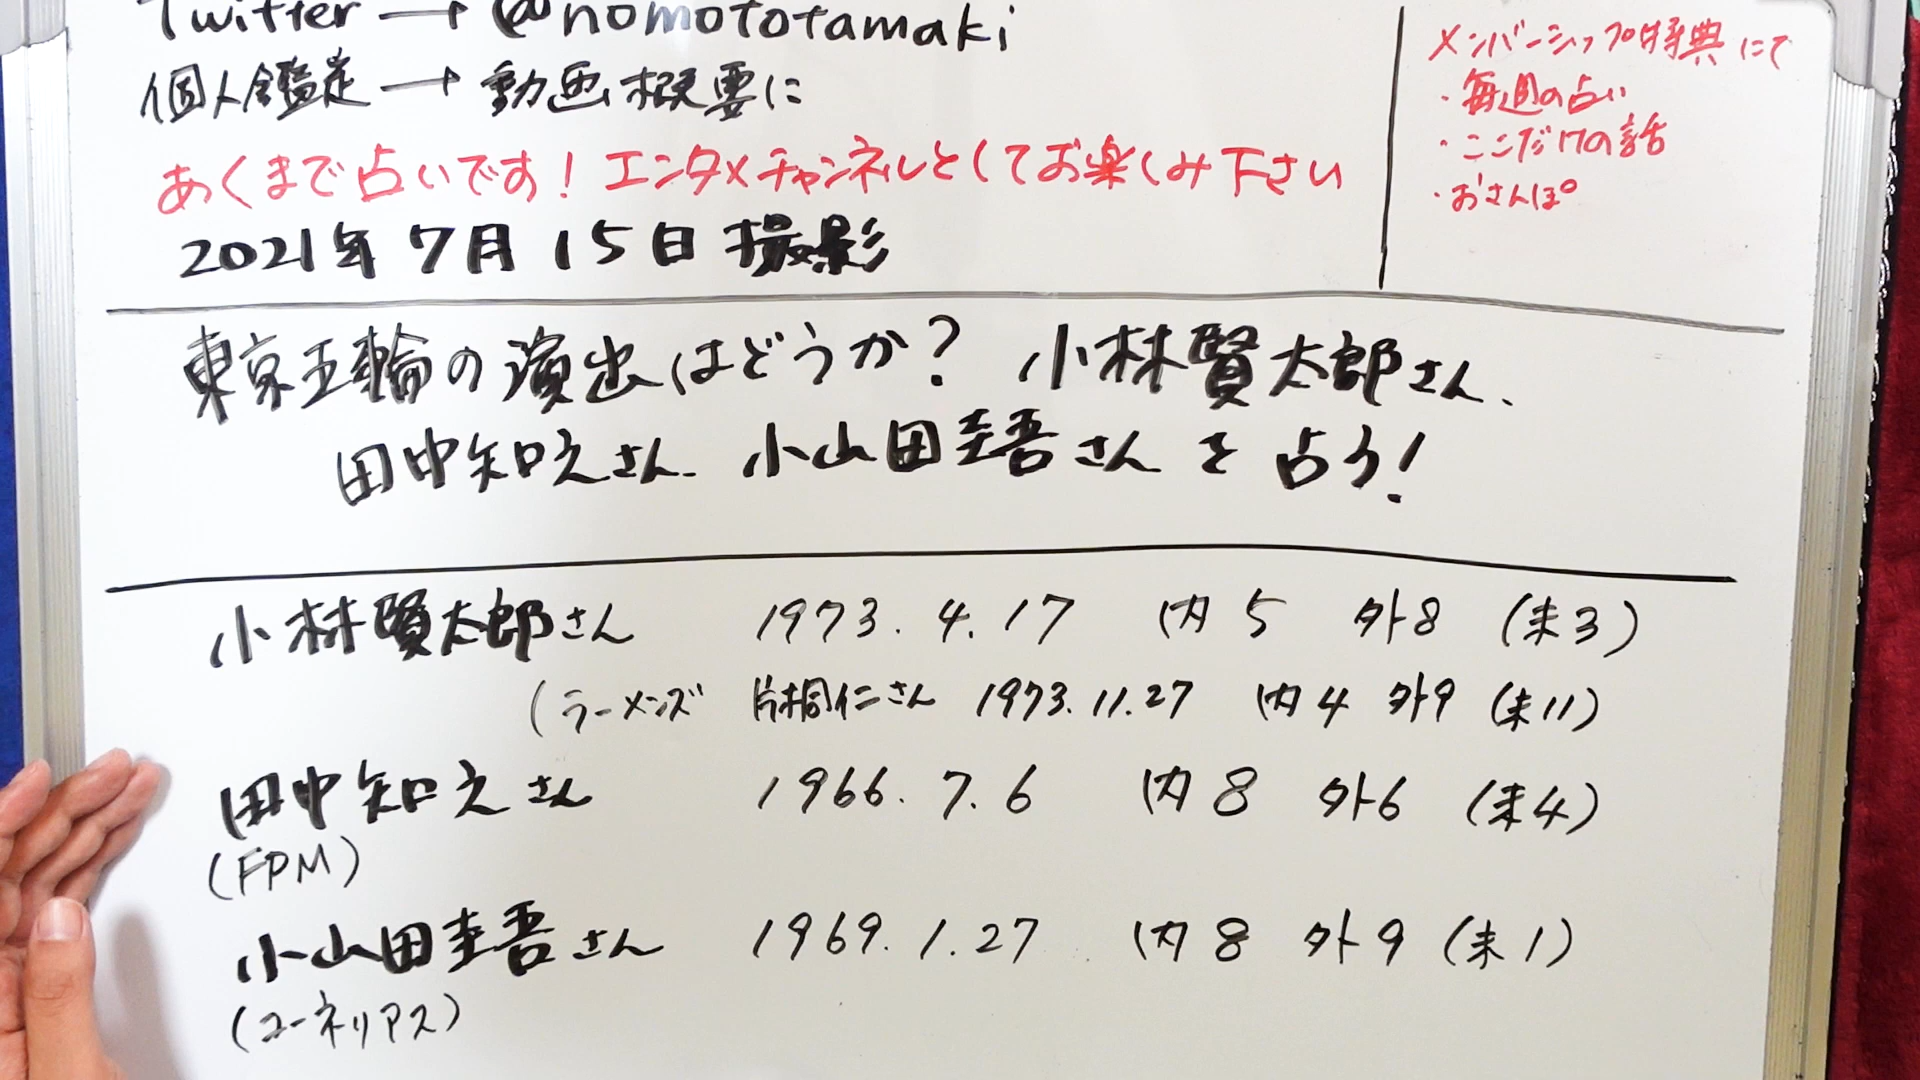 Twitter → @nomototamaki
個人鑑定 → 動画概要に
あくまで占いです！エンタメチャンネルとしてお楽しみ下さい
2021年 7月 15日 撮影
メンバーシップ特典にて
・毎週の占い
・ここだけの話
・おさんぽ
東京五輪の演出はどうか？ 小林賢太郎さん、
田中知之さん、小山田圭吾さん を 占う！
小林賢太郎さん 1973. 4. 17 内5 外8 (未3)
(ラーメンズ 片桐仁さん 1973. 11. 27 内4 外9 (未11)
田中知之さん 1966. 7. 6 内8 外6 (未4)
(FPM)
小山田圭吾さん 1969. 1. 27 内8 外9 (未1)
(コーネリアス)